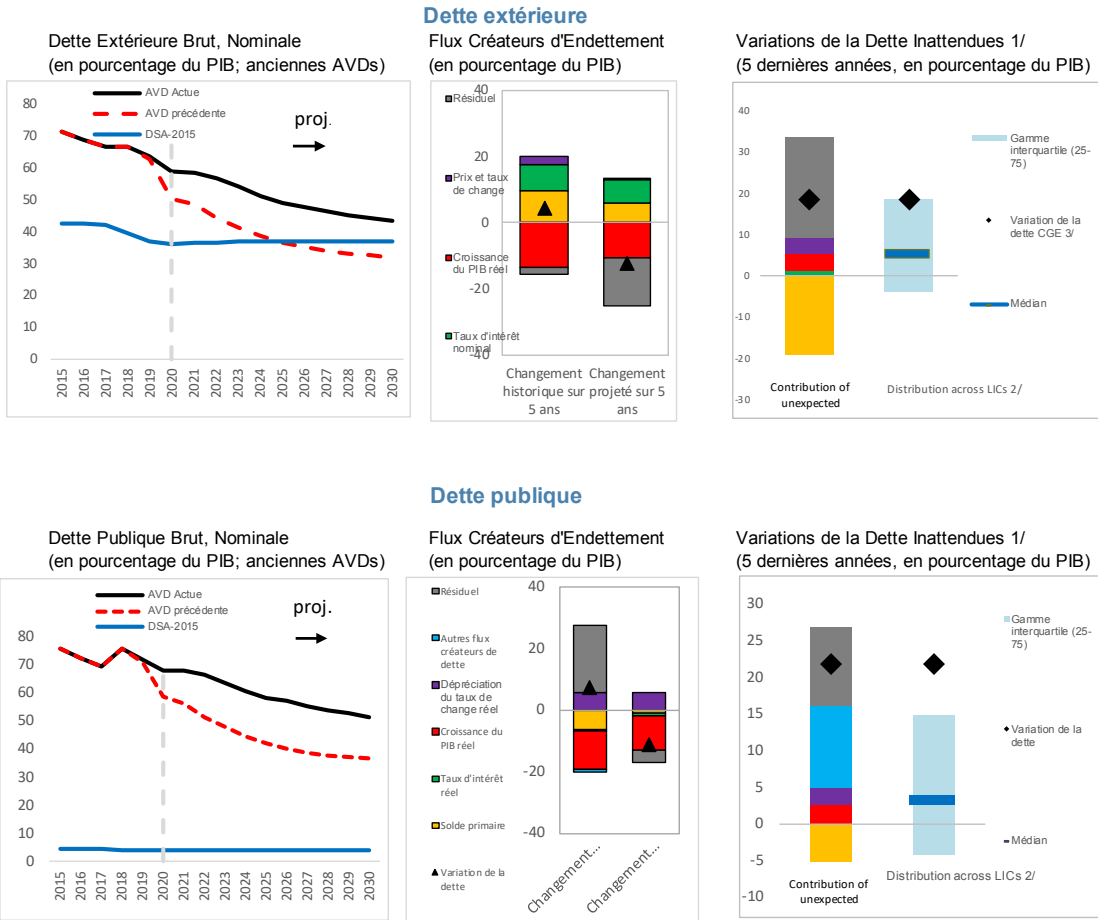 Dette extérieure
Dette Extérieure Brut, Nominale
(en pourcentage du PIB; anciennes AVDs)
AVD Actue
AVD précédente
DSA-2015
proj.
80
70
60
50
40
30
20
10
0
2015 2016 2017 2018 2019 2020 2021 2022 2023 2024 2025 2026 2027 2028 2029 2030
Flux Créateurs d'Endettement
(en pourcentage du PIB)
40
20
0
-20
-40
Résiduel
Prix et taux
de change
Croissance
du PIB réel
Taux d'intérêt
nominal
Changement
historique sur
5 ans
Changement
projeté sur 5
ans
Variations de la Dette Inattendues 1/
(5 dernières années, en pourcentage du PIB)
40
30
20
10
0
-10
-20
-30
Contribution of
unexpected
Distribution across LICs 2/
Gamme
interquartile (25-
75)
Variation de la
dette CGE 3/
Médian
Dette publique
Dette Publique Brut, Nominale
(en pourcentage du PIB; anciennes AVDs)
AVD Actue
AVD précédente
DSA-2015
proj.
80
70
60
50
40
30
20
10
0
2015 2016 2017 2018 2019 2020 2021 2022 2023 2024 2025 2026 2027 2028 2029 2030
Flux Créateurs d'Endettement
(en pourcentage du PIB)
Résiduel
Autres flux
créateurs de
dette
Dépréciation
du taux de
change réel
Croissance du
PIB réel
Taux d'intérêt
réel
Solde primaire
Variation de la
dette
40
20
0
-20
-40
Changement...
Changement...
Variations de la Dette Inattendues 1/
(5 dernières années, en pourcentage du PIB)
30
25
20
15
10
5
0
-5
-10
Contribution of
unexpected
Distribution across LICs 2/
Gamme
interquartile (25-
75)
Variation de la
dette
Médian